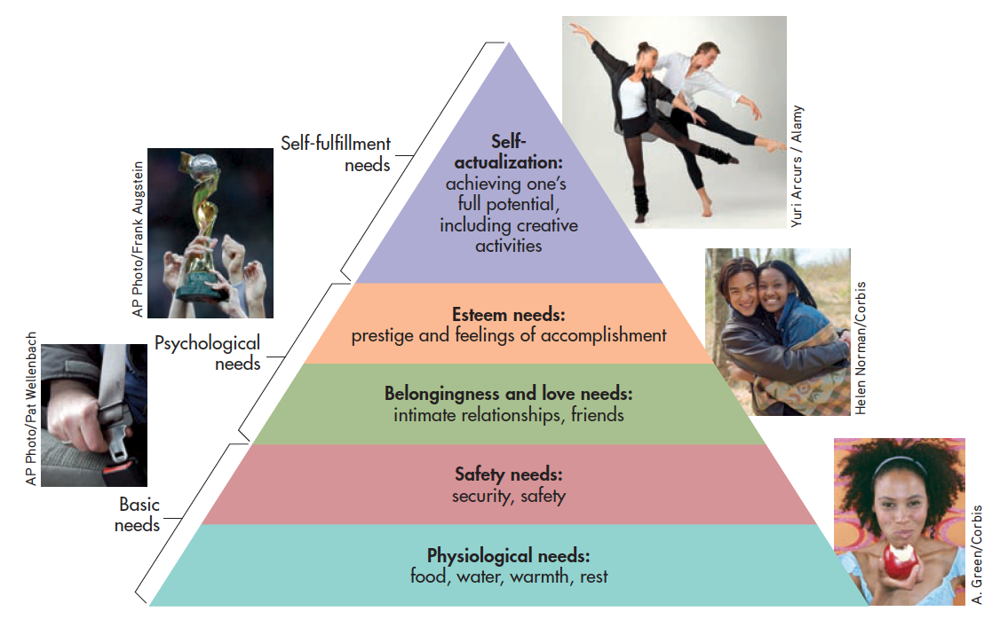 Self-fulfillment
needs
Self-
actualization:
achieving one's
full potential,
including creative
activities
Yuri Arcurs / Alamy
AP Photo/Frank Augstein
Psychological
needs
Esteem needs:
prestige and feelings of accomplishment
Helen Norman/Corbis
Belongingness and love needs:
intimate relationships, friends
AP Photo/Pat Wellenbach
Basic
needs
Safety needs:
security, safety
Physiological needs:
food, water, warmth, rest
A. Green/Corbis